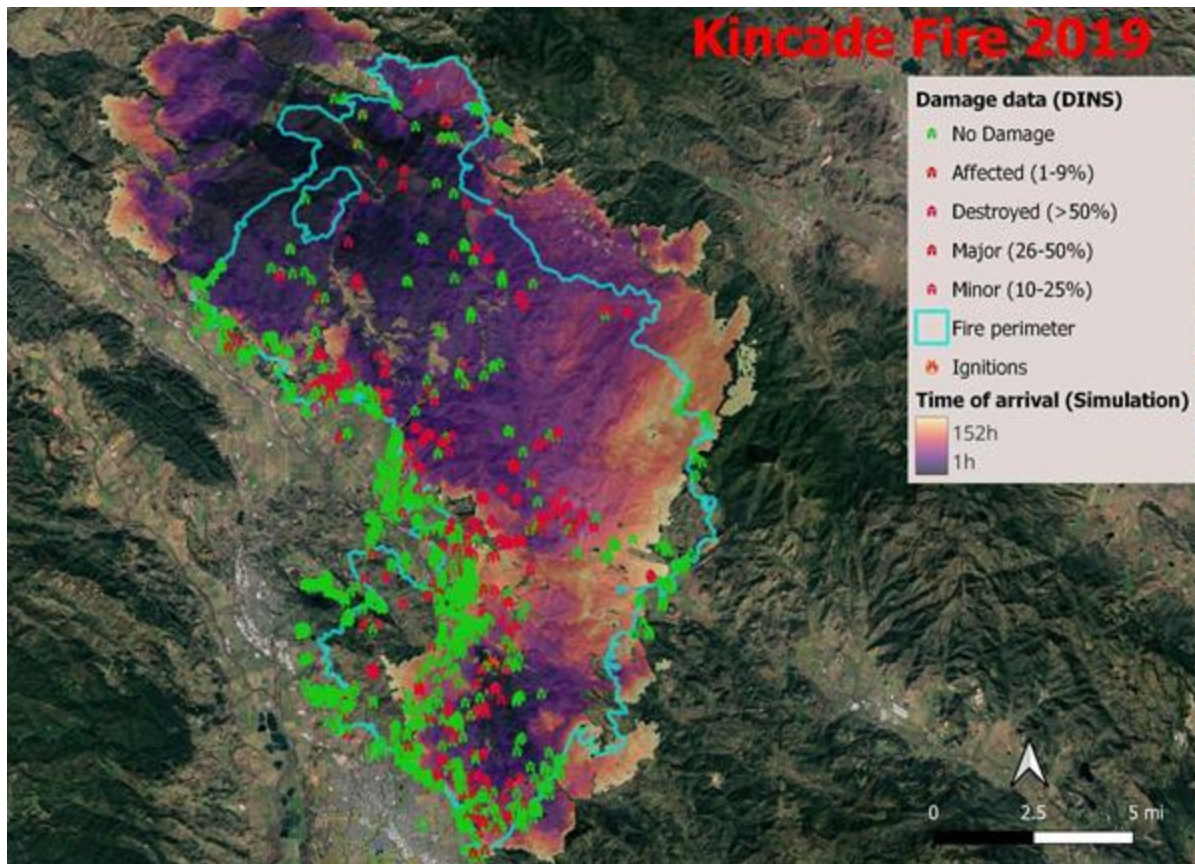 Kincade Fire 2019
Damage data (DINS)
No Damage
Affected (1-9%)
Destroyed (>50%)
Major (26-50%)
Minor (10-25%)
Fire perimeter
Ignitions
Time of arrival (Simulation)
152h
1h
0 2.5 5 mi